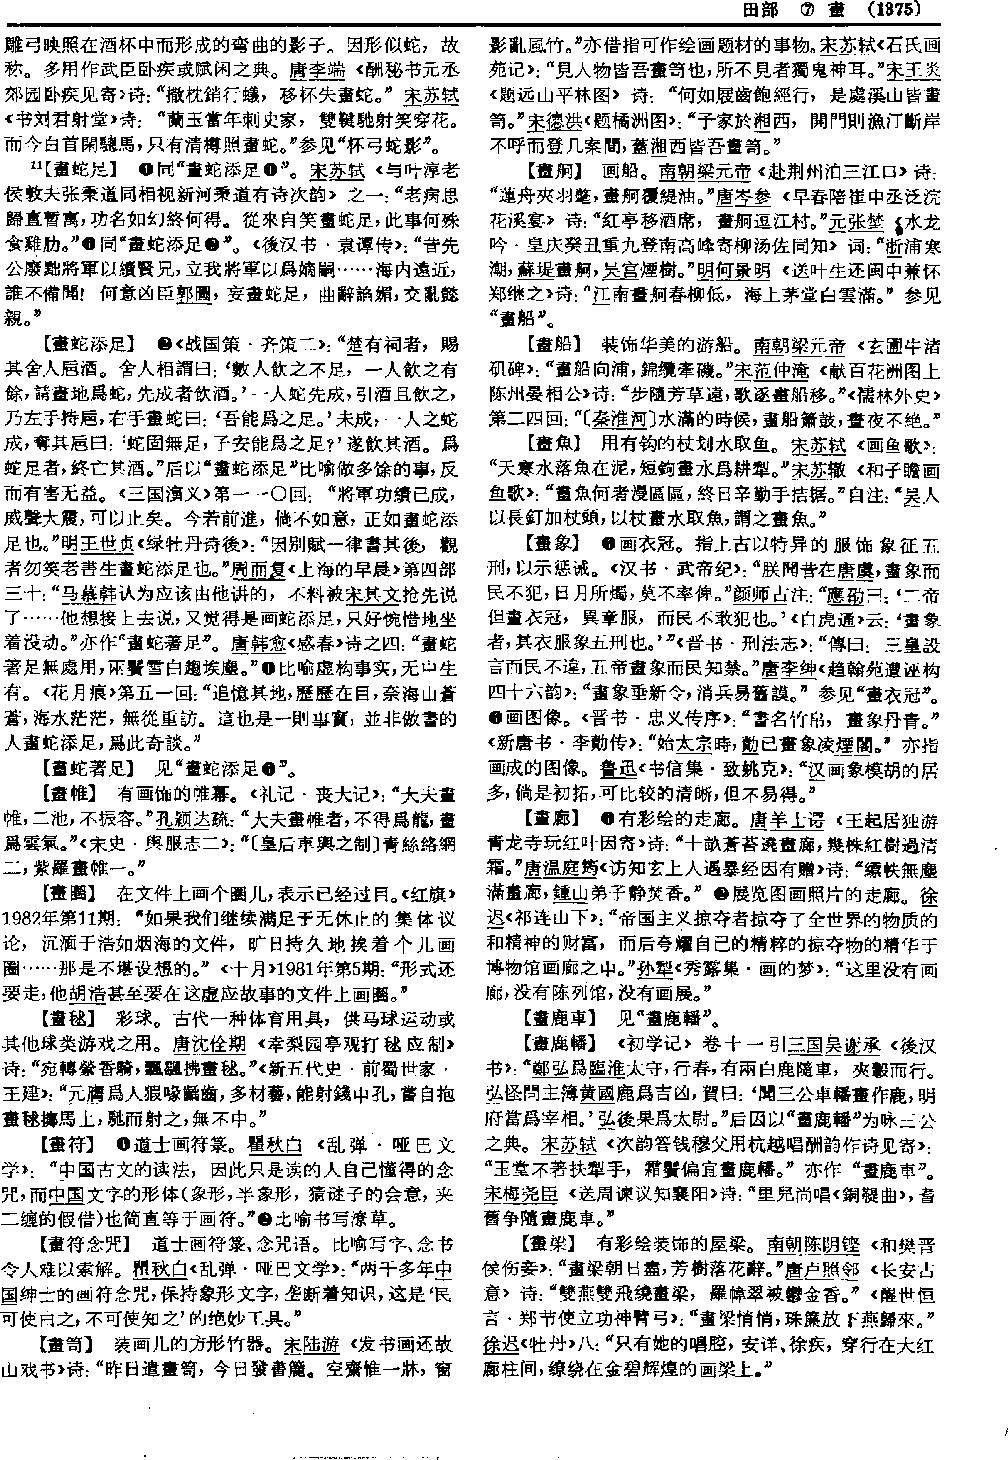 田部 ⑦ 畫 (1375)
雕弓映照在酒杯中而形成的弯曲的影子。因形似蛇，故
称。多用作武臣卧疾或赋闲之典。唐李端《酬秘书元丞
郊园卧疾见寄》诗：“撤枕銷行蟻，移杯失畫蛇。”宋苏轼
《书刘君射堂》诗：“蘭玉當年刺史家，雙鞬馳射笑穿花。
而今白首閑驄馬，只有清樽照畫蛇。”参见“杯弓蛇影”。
11【畫蛇足】 ❶同“畫蛇添足❶”。宋苏轼《与叶淳老
侯敦夫张秉道同相视新河秉道有诗次韵》之一：“老病思
歸真暫寓，功名如幻終何得。從來自笑畫蛇足，此事何殊
食雞肋。”❷同“畫蛇添足❷”。《後汉书·袁谭传》：“昔先
公廢黜將軍以續賢兄，立我將軍以爲嫡嗣……海内遠近，
誰不備聞！何意凶臣郭圖，妄畫蛇足，曲辭諂媚，交亂懿
親。”
【畫蛇添足】 ❶《战国策·齐策二》：“楚有祠者，賜
其舍人卮酒。舍人相謂曰：‘數人飲之不足，一人飲之有
餘，請畫地爲蛇，先成者飲酒。’一人蛇先成，引酒且飲之，
乃左手持卮，右手畫蛇曰：‘吾能爲之足。’未成，一人之蛇
成，奪其卮曰：‘蛇固無足，子安能爲之足？’遂飲其酒。爲
蛇足者，終亡其酒。”后以“畫蛇添足”比喻做多馀的事，反
而有害无益。《三国演义》第一一〇回：“將軍功績已成，
威聲大震，可以止矣。今若前進，倘不如意，正如畫蛇添
足也。”明王世贞《绿牡丹诗後》：“因别賦一律書其後，觀
者勿笑老書生畫蛇添足也。”周而复《上海的早晨》第四部
三十：“马慕韩认为应该由他讲的，不料被宋其文抢先说
了……他想接上去说，又觉得是画蛇添足，只好惋惜地坐
着没动。”亦作“畫蛇著足”。唐韩愈《感春》诗之四：“畫蛇
著足無處用，兩鬢雪白趨埃塵。”❷比喻虚构事实，无中生
有。《花月痕》第五一回：“追憶其地，歷歷在目，奈海山蒼
蒼，海水茫茫，無從重訪。這也是一則事實，並非做書的
人畫蛇添足，爲此奇談。”
【畫蛇著足】 见“畫蛇添足❶”。
【畫帷】 有画饰的帷幕。《礼记·丧大记》：“大夫畫
帷，二池，不振容。”孔颖达疏：“大夫畫帷者，不得爲龍，畫
爲雲氣。”《宋史·舆服志二》：“〔皇后車輿之制〕青絲絡網
二，紫羅畫帷一。”
【畫圈】 在文件上画个圈儿，表示已经过目。《红旗》
1982年第11期：“如果我们继续满足于无休止的集体议
论，沉湎于浩如烟海的文件，旷日持久地挨着个儿画
圈……那是不堪设想的。”《十月》1981年第5期：“形式还
要走，他胡浩甚至要在这虚应故事的文件上画圈。”
【畫毬】 彩球。古代一种体育用具，供马球运动或
其他球类游戏之用。唐沈佺期《幸梨园亭观打毬应制》
诗：“宛轉縈香騎，飄颻拂畫毬。”《新五代史·前蜀世家·
王建》：“元膺爲人猳喙齲齒，多材藝，能射錢中孔，嘗自抱
畫毬擲馬上，馳而射之，無不中。”
【畫符】 ❶道士画符箓。瞿秋白《乱弹·哑巴文
学》：“中国古文的读法，因此只是读的人自己懂得的念
咒，而中国文字的形体（象形，半象形，猜谜子的会意，夹
二缠的假借）也简直等于画符。”❷比喻书写潦草。
【畫符念咒】 道士画符箓、念咒语。比喻写字、念书
令人难以索解。瞿秋白《乱弹·哑巴文学》：“两千多年中
国绅士的画符念咒，保持象形文字，垄断着知识，这是‘民
可使由之，不可使知之’的绝妙工具。”
【畫笥】 装画儿的方形竹器。宋陆游《发书画还故
山戏书》诗：“昨日遣畫笥，今日發書簏。空齋惟一牀，窗
影亂風竹。”亦借指可作绘画题材的事物。宋苏轼《石氏画
苑记》：“見人物皆吾畫笥也，所不見者獨鬼神耳。”宋王炎
《题远山平林图》诗：“何如屐齒飽經行，是處溪山皆畫
笥。”宋德洪《题橘洲图》：“子家於湘西，開門則漁汀斷岸
不呼而登几案間，蓋湘西皆吾畫笥。”
【畫舸】 画船。南朝梁元帝《赴荆州泊三江口》诗：
“蓮舟夾羽氅，畫舸覆緹油。”唐岑参《早春陪崔中丞泛浣
花溪宴》诗：“紅亭移酒席，畫舸逗江村。”元张埜《水龙
吟·皇庆癸丑重九登南高峰寄柳汤佐同知》词：“浙浦寒
潮，蘇堤畫舸，吴宫煙樹。”明何景明《送叶生还闽中兼怀
郑继之》诗：“江南畫舸春柳低，海上茅堂白雲滿。”参见
“畫船”。
【畫船】 装饰华美的游船。南朝梁元帝《玄圃牛渚
矶碑》：“畫船向浦，錦纜牽磯。”宋范仲淹《献百花洲图上
陈州晏相公》诗：“步隨芳草遠，歌逐畫船移。”《儒林外史》
第二四回：“〔秦淮河〕水滿的時候，畫船簫鼓，晝夜不绝。”
【畫魚】 用有钩的杖划水取鱼。宋苏轼《画鱼歌》：
“天寒水落魚在泥，短鉤畫水爲耕犁。”宋苏辙《和子瞻画
鱼歌》：“畫魚何者漫區區，終日辛勤手拮据。”自注：“吴人
以長釘加杖頭，以杖畫水取魚，謂之畫魚。”
【畫象】 ❶画衣冠。指上古以特异的服饰象征五
刑，以示惩诫。《汉书·武帝纪》：“朕聞昔在唐虞，畫象而
民不犯，日月所燭，莫不率俾。”颜师古注：“應劭曰：‘二帝
但畫衣冠，異章服，而民不敢犯也。’《白虎通》云：‘畫象
者，其衣服象五刑也。’”《晋书·刑法志》：“傳曰：三皇設
言而民不違，五帝畫象而民知禁。”唐李绅《趋翰苑遭诬构
四十六韵》：“畫象垂新令，消兵易舊謨。”参见“畫衣冠”。
❷画图像。《晋书·忠义传序》：“書名竹帛，畫象丹青。”
《新唐书·李勣传》：“始太宗時，勣已畫象凌煙閣。”亦指
画成的图像。鲁迅《书信集·致姚克》：“汉画象模胡的居
多，倘是初拓，可比较的清晰，但不易得。”
【畫廊】 ❶有彩绘的走廊。唐羊士谔《王起居独游
青龙寺玩红叶因寄》诗：“十畝蒼苔遶畫廊，幾株紅樹過清
霜。”唐温庭筠《访知玄上人遇暴经因有赠》诗：“縹帙無塵
滿畫廊，鍾山弟子静焚香。”❷展览图画照片的走廊。徐
迟《祁连山下》：“帝国主义掠夺者掠夺了全世界的物质的
和精神的财富，而后夸耀自己的精粹的掠夺物的精华于
博物馆画廊之中。”孙犁《秀露集·画的梦》：“这里没有画
廊，没有陈列馆，没有画展。”
【畫鹿車】 见“畫鹿轓”。
【畫鹿轓】 《初学记》卷十一引三国吴谢承《後汉
书》：“鄭弘爲臨淮太守，行春，有兩白鹿隨車，夾轂而行。
弘怪問主簿黄國鹿爲吉凶，賀曰：‘聞三公車轓畫作鹿，明
府當爲宰相。’弘後果爲太尉。”后因以“畫鹿轓”为咏三公
之典。宋苏轼《次韵答钱穆父用杭越唱酬韵作诗见寄》：
“玉堂不著扶犁手，霜鬢偏宜畫鹿轓。”亦作“畫鹿車”。
宋梅尧臣《送周谏议知襄阳》诗：“里兒尚唱《銅鞮曲》，耆
舊争隨畫鹿車。”
【畫梁】 有彩绘装饰的屋梁。南朝陈阴铿《和樊晋
侯伤妾》：“畫梁朝日盡，芳樹落花辭。”唐卢照邻《长安古
意》诗：“雙燕雙飛繞畫梁，羅幃翠被鬱金香。”《醒世恒
言·郑节使立功神臂弓》：“畫梁悄悄，珠簾放下燕歸來。”
徐迟《牡丹》八：“只有她的唱腔，安详、徐疾，穿行在大红
廊柱间，缭绕在金碧辉煌的画梁上。”